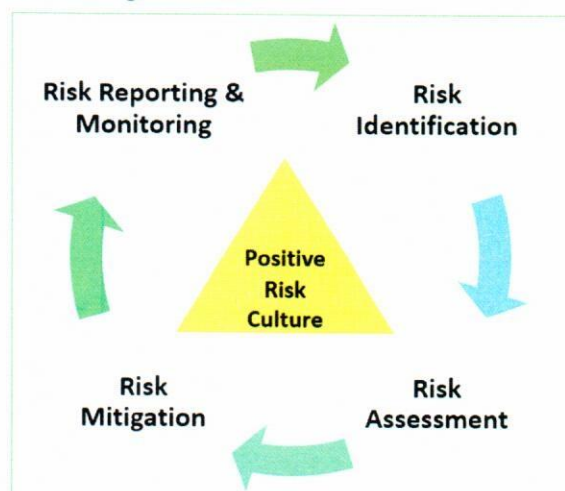 Risk Reporting &
Monitoring
Risk
Identification
Positive
Risk
Culture
Risk
Mitigation
Risk
Assessment